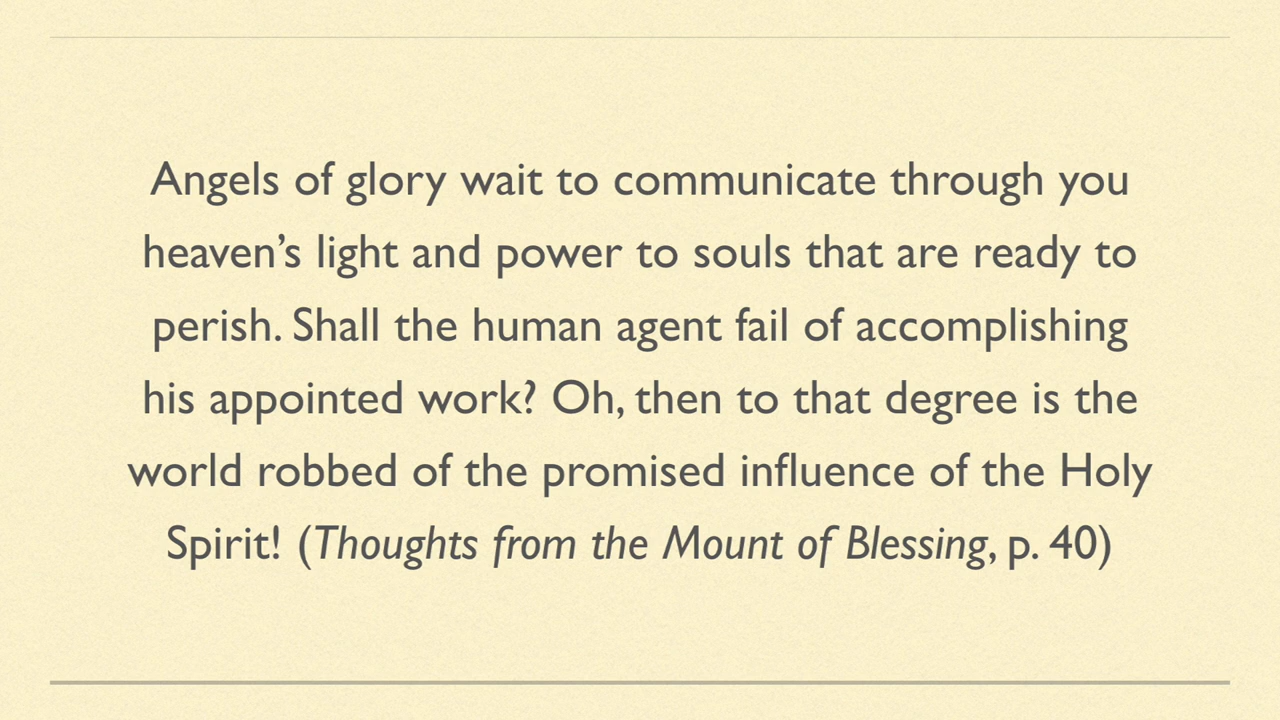 Angels of glory wait to communicate through you
heaven’s light and power to souls that are ready to
perish. Shall the human agent fail of accomplishing
his appointed work? Oh, then to that degree is the
world robbed of the promised influence of the Holy
Spirit! (Thoughts from the Mount of Blessing, p. 40)